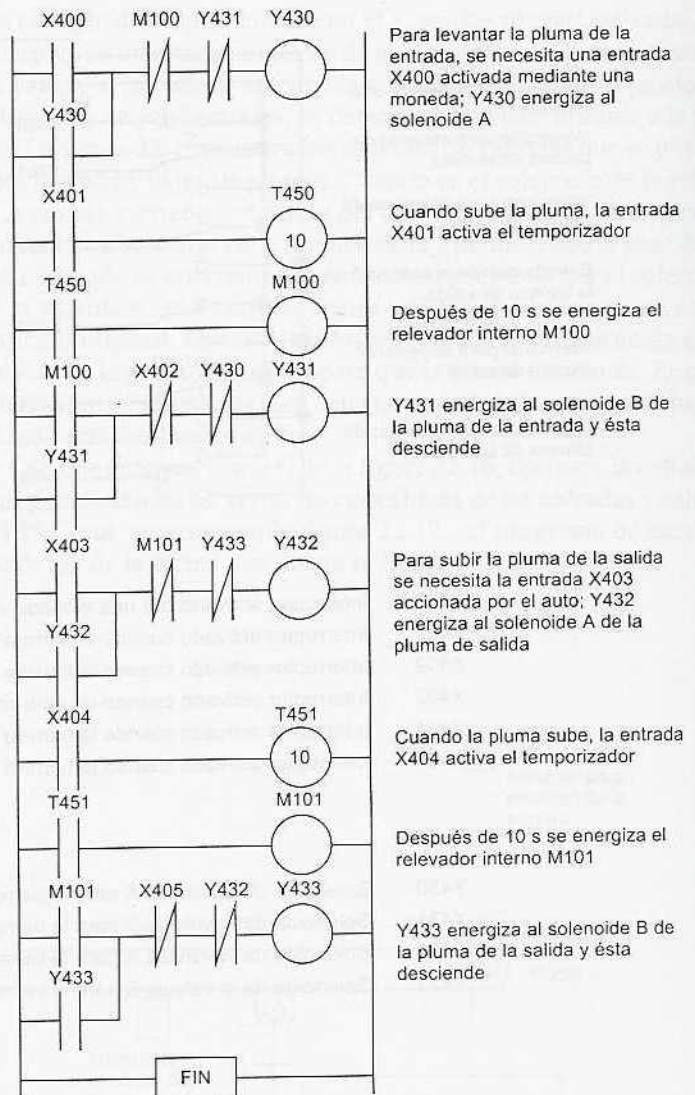 X400 M100 Y431 Y430
Para levantar la pluma de la
entrada, se necesita una entrada
X400 activada mediante una
moneda; Y430 energiza al
solenoide A
Y430
X401 T450
10
Cuando sube la pluma, la entrada
X401 activa el temporizador
T450 M100
Después de 10 s se energiza el
relevador interno M100
M100 X402 Y430 Y431
Y431 energiza al solenoide B de
la pluma de la entrada y ésta
desciende
Y431
X403 M101 Y433 Y432
Para subir la pluma de la salida
se necesita la entrada X403
accionada por el auto; Y432
energiza al solenoide A de la
pluma de salida
Y432
X404 T451
10
Cuando la pluma sube, la entrada
X404 activa el temporizador
T451 M101
Después de 10 s se energiza el
relevador interno M101
M101 X405 Y432 Y433
Y433 energiza al solenoide B de
la pluma de la salida y ésta
desciende
Y433
FIN